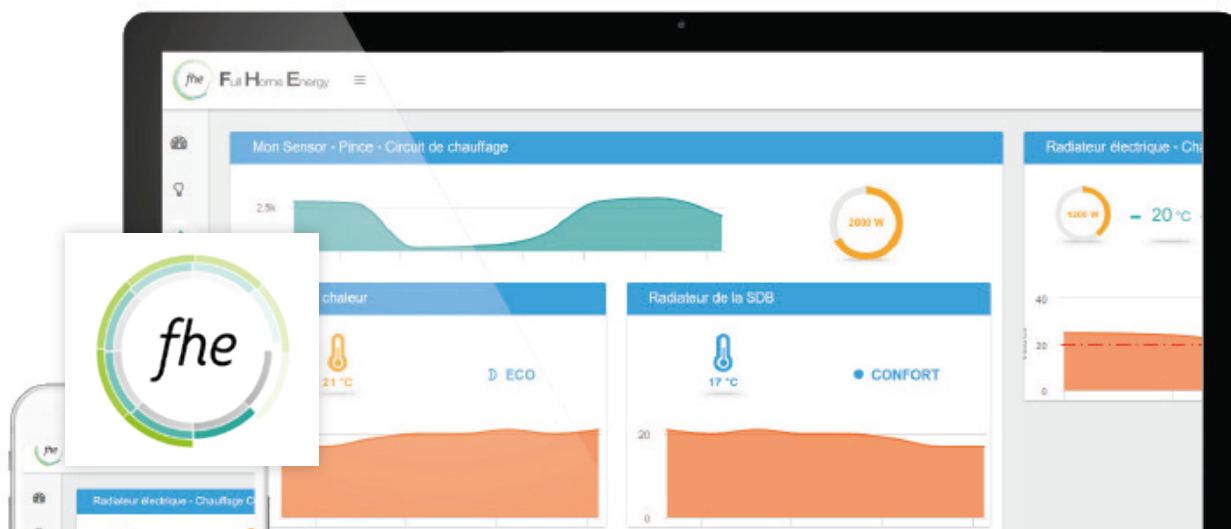 fhe Full Home Energy
Mon Sensor - Pince - Circuit de chauffage
2.5k
2000 W
Radiateur électrique - Cha
1200 W
20 °C
40
20
0
chaleur
21 °C
ECO
Radiateur de la SDB
17 °C
CONFORT
20
0
fhe
fhe
Radiateur électrique - Chauffage C